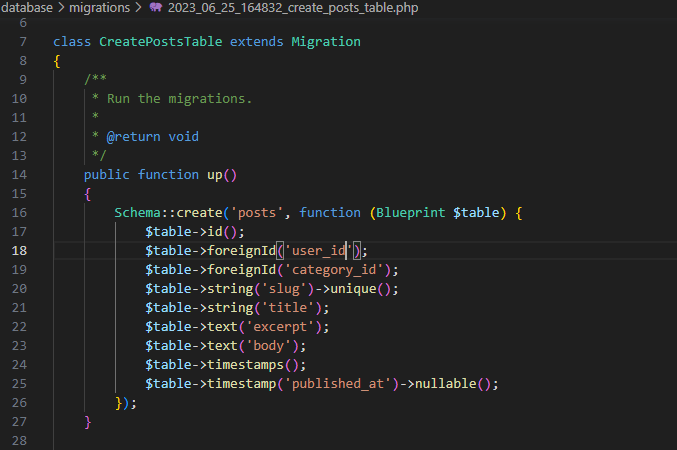 database > migrations > 2023_06_25_164832_create_posts_table.php
6
7 class CreatePostsTable extends Migration
8 {
9     /**
10      * Run the migrations.
11      *
12      * @return void
13      */
14     public function up()
15     {
16         Schema::create('posts', function (Blueprint $table) {
17             $table->id();
18             $table->foreignId('user_id');
19             $table->foreignId('category_id');
20             $table->string('slug')->unique();
21             $table->string('title');
22             $table->text('excerpt');
23             $table->text('body');
24             $table->timestamps();
25             $table->timestamp('published_at')->nullable();
26         });
27     }
28